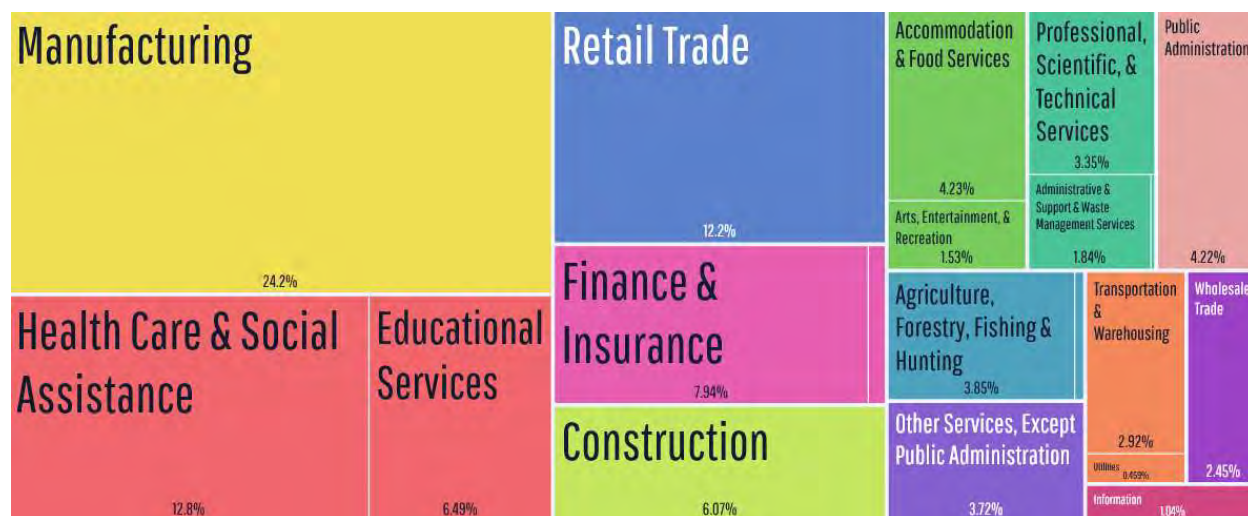 Manufacturing
24.2%
Health Care & Social
Assistance
12.8%
Educational
Services
6.49%
Retail Trade
12.2%
Finance &
Insurance
7.94%
Construction
6.07%
Accommodation
& Food Services
4.23%
Arts, Entertainment, &
Recreation
1.53%
Professional,
Scientific, &
Technical
Services
3.35%
Administrative &
Support & Waste
Management Services
1.84%
Public
Administration
4.22%
Agriculture,
Forestry, Fishing &
Hunting
3.85%
Other Services, Except
Public Administration
3.72%
Transportation
&
Warehousing
2.92%
Utilities
0.459%
Wholesale
Trade
2.45%
Information
1.04%